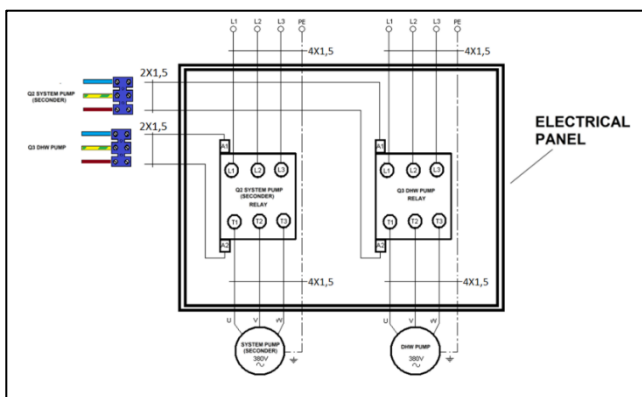 L1 L2 L3 PE
L1 L2 L3 PE
4X1,5
4X1,5
2X1,5
Q2 SYSTEM PUMP
(SECONDER)
2X1,5
Q3 DHW PUMP
ELECTRICAL
PANEL
A1
L1 L2 L3
Q2 SYSTEM PUMP
(SECONDER)
RELAY
T1 T2 T3
A2
A1
L1 L2 L3
Q3 DHW PUMP
RELAY
T1 T2 T3
A2
4X1,5
4X1,5
U V W
SYSTEM PUMP
(SECONDER)
380V
U V W
DHW PUMP
380V